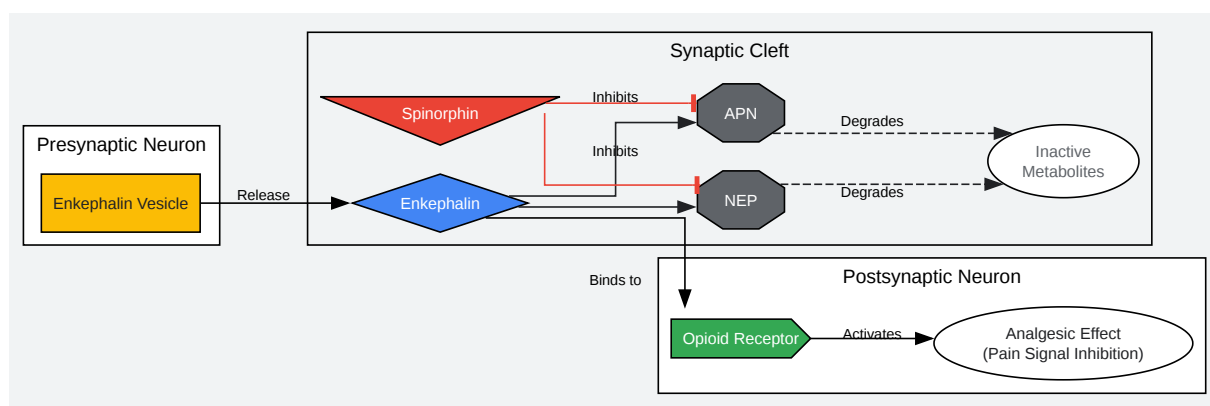 Synaptic Cleft
Spinorphin
Inhibits
APN
Degrades
Inhibits
Inactive
Metabolites
Presynaptic Neuron
Enkephalin Vesicle
Release
Enkephalin
NEP
Degrades
Binds to
Postsynaptic Neuron
Opioid Receptor
Activates
Analgesic Effect
(Pain Signal Inhibition)